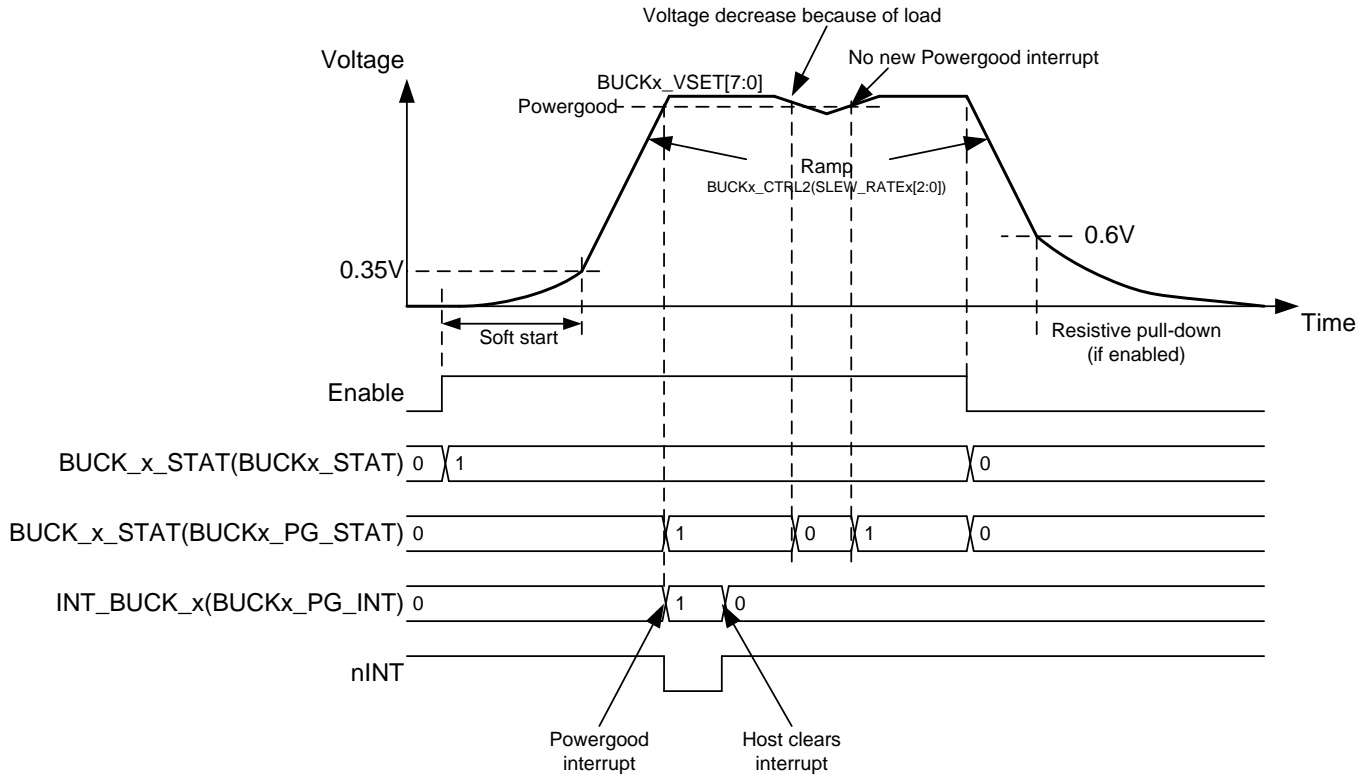 Voltage decrease because of load
No new Powergood interrupt
Voltage
BUCKx_VSET[7:0]
Powergood
Ramp
BUCKx_CTRL2(SLEW_RATEx[2:0])
0.6V
0.35V
Time
Soft start
Resistive pull-down
(if enabled)
Enable
BUCK_x_STAT(BUCKx_STAT) 0 1 0
BUCK_x_STAT(BUCKx_PG_STAT) 0 1 0 1 0
INT_BUCK_x(BUCKx_PG_INT) 0 1 0
nINT
Powergood
interrupt
Host clears
interrupt